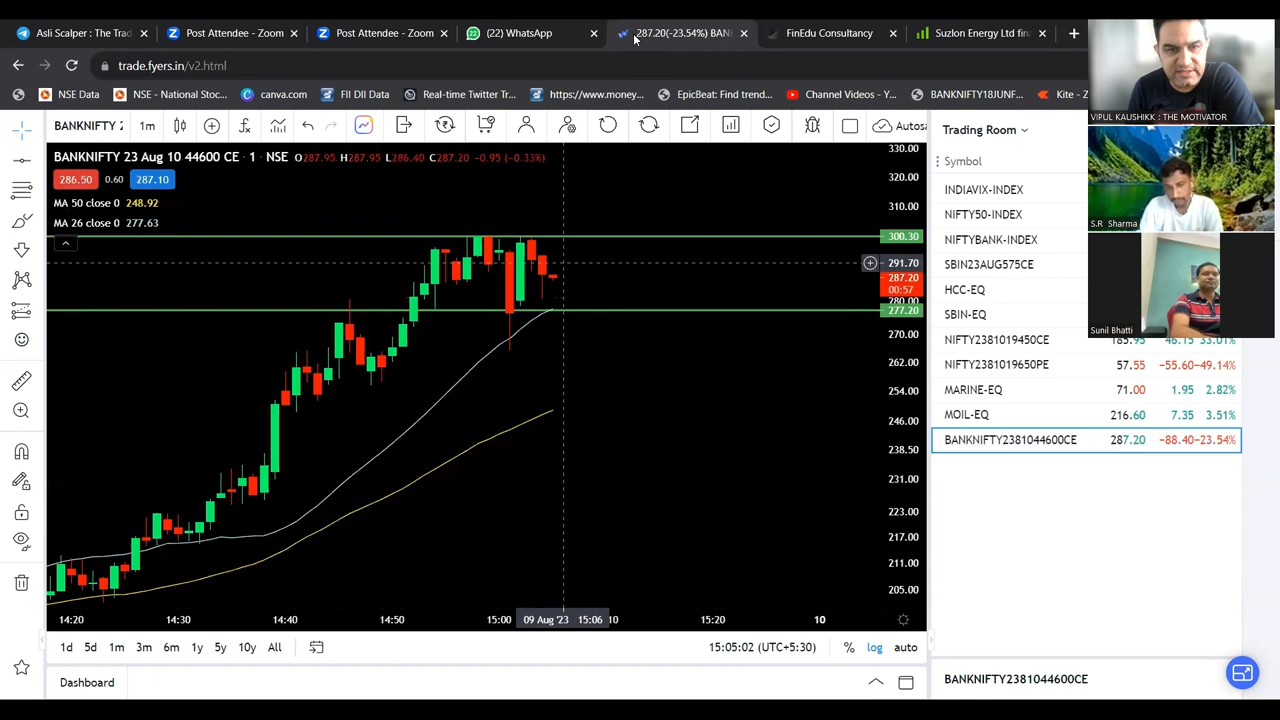 Asli Scalper : The Trad
Post Attendee - Zoom
Post Attendee - Zoom
(22) WhatsApp
287.20(-23.54%) BANK
FinEdu Consultancy
Suzlon Energy Ltd fin
trade.fyers.in/v2.html
NSE Data
NSE - National Stoc...
canva.com
FII DII Data
Real-time Twitter Tr...
https://www.money...
EpicBeat: Find trend...
Channel Videos - Y...
BANKNIFTY18JUNF...
Kite - Z
VIPUL KAUSHIKK : THE MOTIVATOR
S.R Sharma
Sunil Bhatti
BANKNIFTY 2
1m
Autos
BANKNIFTY 23 Aug 10 44600 CE · 1 · NSE O287.95 H287.95 L286.40 C287.20 −0.95 (−0.33%)
286.50 0.60 287.10
MA 50 close 0 248.92
MA 26 close 0 277.63
330.00
320.00
310.00
300.30
291.70
287.20
00:57
280.00
277.20
270.00
262.00
254.00
246.00
238.50
231.00
223.00
217.00
211.00
205.00
14:20 14:30 14:40 14:50 15:00 09 Aug '23 15:06 10 15:20 10
1d 5d 1m 3m 6m 1y 5y 10y All
15:05:02 (UTC+5:30) % log auto
Dashboard
Trading Room
Symbol
INDIAVIX-INDEX
NIFTY50-INDEX
NIFTYBANK-INDEX
SBIN23AUG575CE
HCC-EQ
SBIN-EQ
NIFTY2381019450CE 185.95 46.15 33.01%
NIFTY2381019650PE 57.55 −55.60 −49.14%
MARINE-EQ 71.00 1.95 2.82%
MOIL-EQ 216.60 7.35 3.51%
BANKNIFTY2381044600CE 287.20 −88.40 −23.54%
BANKNIFTY2381044600CE